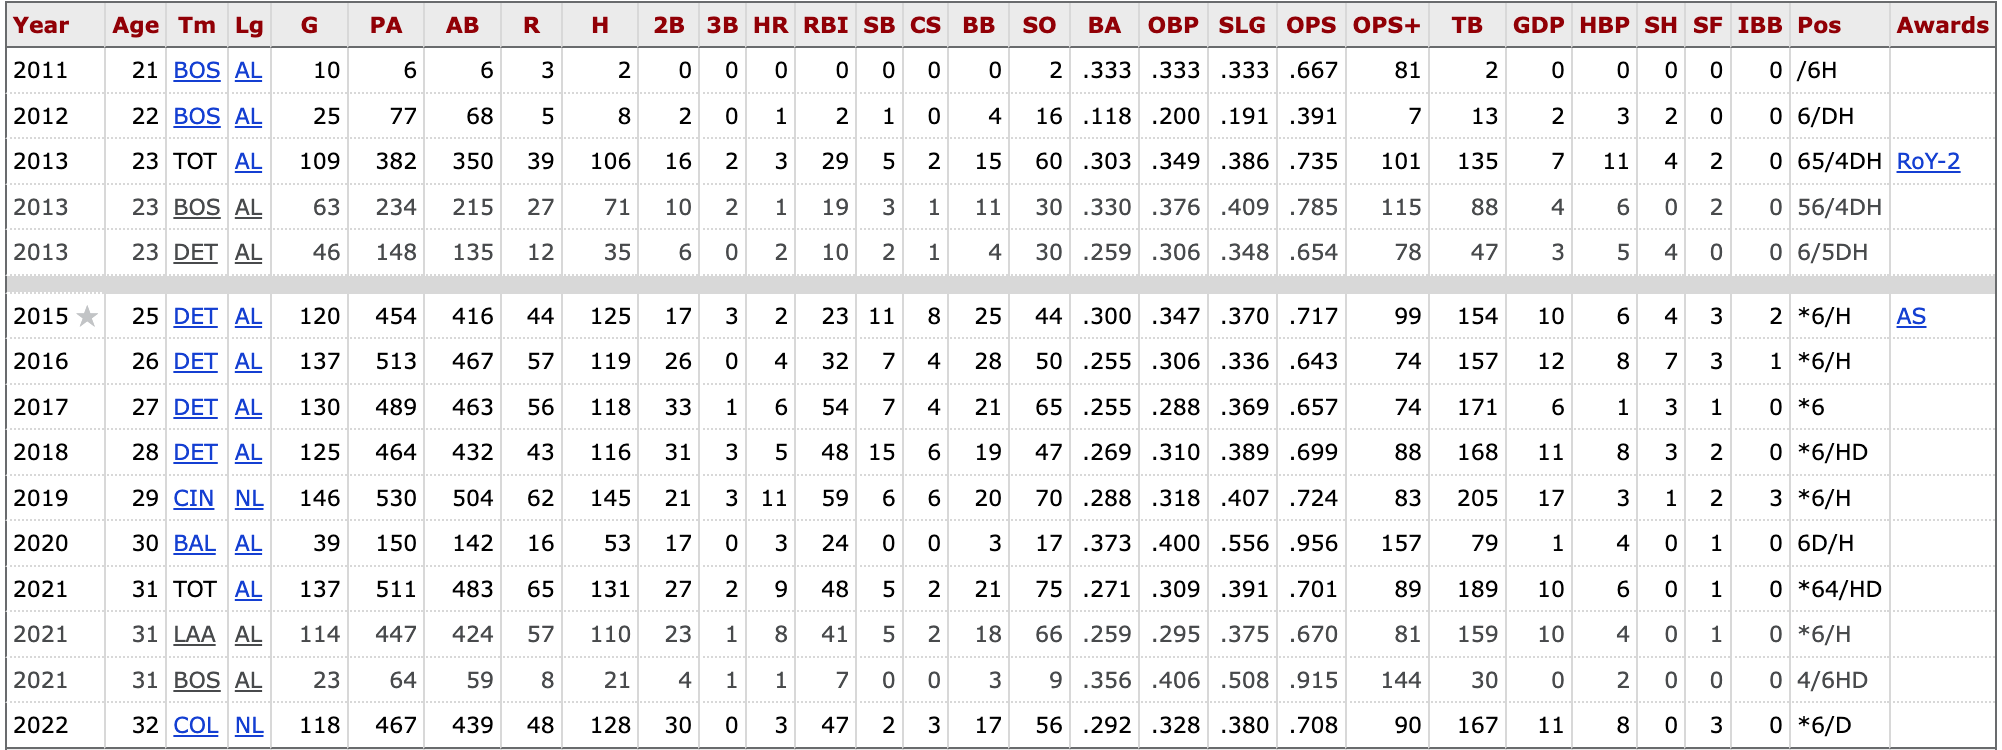 Year Age Tm Lg G PA AB R H 2B 3B HR RBI SB CS BB SO BA OBP SLG OPS OPS+ TB GDP HBP SH SF IBB Pos Awards
2011 21 BOS AL 10 6 6 3 2 0 0 0 0 0 0 0 2 .333 .333 .333 .667 81 2 0 0 0 0 0 /6H
2012 22 BOS AL 25 77 68 5 8 2 0 1 2 1 0 4 16 .118 .200 .191 .391 7 13 2 3 2 0 0 6/DH
2013 23 TOT AL 109 382 350 39 106 16 2 3 29 5 2 15 60 .303 .349 .386 .735 101 135 7 11 4 2 0 65/4DH RoY-2
2013 23 BOS AL 63 234 215 27 71 10 2 1 19 3 1 11 30 .330 .376 .409 .785 115 88 4 6 0 2 0 56/4DH
2013 23 DET AL 46 148 135 12 35 6 0 2 10 2 1 4 30 .259 .306 .348 .654 78 47 3 5 4 0 0 6/5DH
2015 ★ 25 DET AL 120 454 416 44 125 17 3 2 23 11 8 25 44 .300 .347 .370 .717 99 154 10 6 4 3 2 *6/H AS
2016 26 DET AL 137 513 467 57 119 26 0 4 32 7 4 28 50 .255 .306 .336 .643 74 157 12 8 7 3 1 *6/H
2017 27 DET AL 130 489 463 56 118 33 1 6 54 7 4 21 65 .255 .288 .369 .657 74 171 6 1 3 1 0 *6
2018 28 DET AL 125 464 432 43 116 31 3 5 48 15 6 19 47 .269 .310 .389 .699 88 168 11 8 3 2 0 *6/HD
2019 29 CIN NL 146 530 504 62 145 21 3 11 59 6 6 20 70 .288 .318 .407 .724 83 205 17 3 1 2 3 *6/H
2020 30 BAL AL 39 150 142 16 53 17 0 3 24 0 0 3 17 .373 .400 .556 .956 157 79 1 4 0 1 0 6D/H
2021 31 TOT AL 137 511 483 65 131 27 2 9 48 5 2 21 75 .271 .309 .391 .701 89 189 10 6 0 1 0 *64/HD
2021 31 LAA AL 114 447 424 57 110 23 1 8 41 5 2 18 66 .259 .295 .375 .670 81 159 10 4 0 1 0 *6/H
2021 31 BOS AL 23 64 59 8 21 4 1 1 7 0 0 3 9 .356 .406 .508 .915 144 30 0 2 0 0 0 4/6HD
2022 32 COL NL 118 467 439 48 128 30 0 3 47 2 3 17 56 .292 .328 .380 .708 90 167 11 8 0 3 0 *6/D